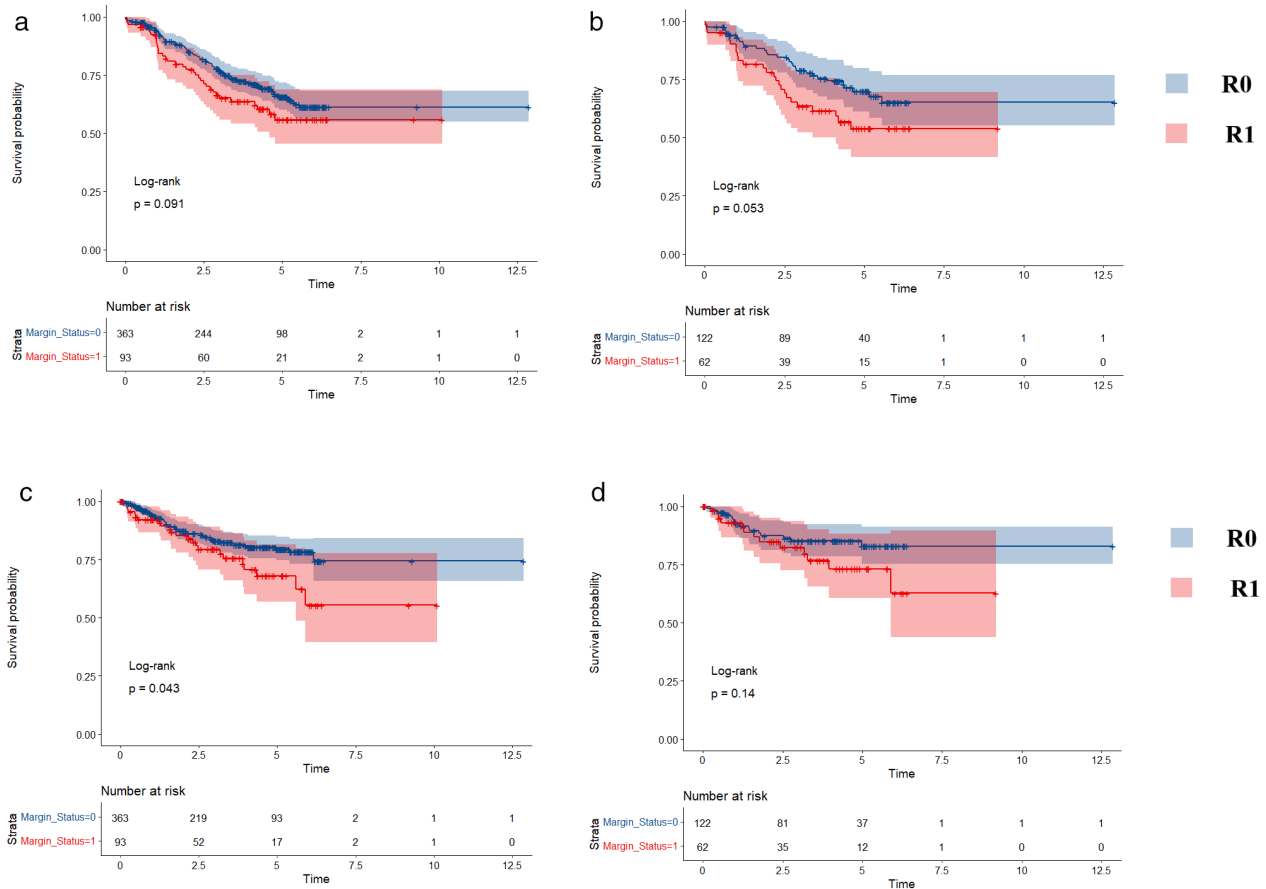 a
1.00
0.75
0.50
0.25
0.00
Survival probability
Log-rank
p = 0.091
0 2.5 5 7.5 10 12.5
Time
Number at risk
Strata
Margin_Status=0 363 244 98 2 1 1
Margin_Status=1 93 60 21 2 1 0
0 2.5 5 7.5 10 12.5
Time
b
1.00
0.75
0.50
0.25
0.00
Survival probability
Log-rank
p = 0.053
0 2.5 5 7.5 10 12.5
Time
Number at risk
Strata
Margin_Status=0 122 89 40 1 1 1
Margin_Status=1 62 39 15 1 0 0
0 2.5 5 7.5 10 12.5
Time
R0
R1
c
1.00
0.75
0.50
0.25
0.00
Survival probability
Log-rank
p = 0.043
0 2.5 5 7.5 10 12.5
Time
Number at risk
Strata
Margin_Status=0 363 219 93 2 1 1
Margin_Status=1 93 52 17 2 1 0
0 2.5 5 7.5 10 12.5
Time
d
1.00
0.75
0.50
0.25
0.00
Survival probability
Log-rank
p = 0.14
0 2.5 5 7.5 10 12.5
Time
Number at risk
Strata
Margin_Status=0 122 81 37 1 1 1
Margin_Status=1 62 35 12 1 0 0
0 2.5 5 7.5 10 12.5
Time
R0
R1